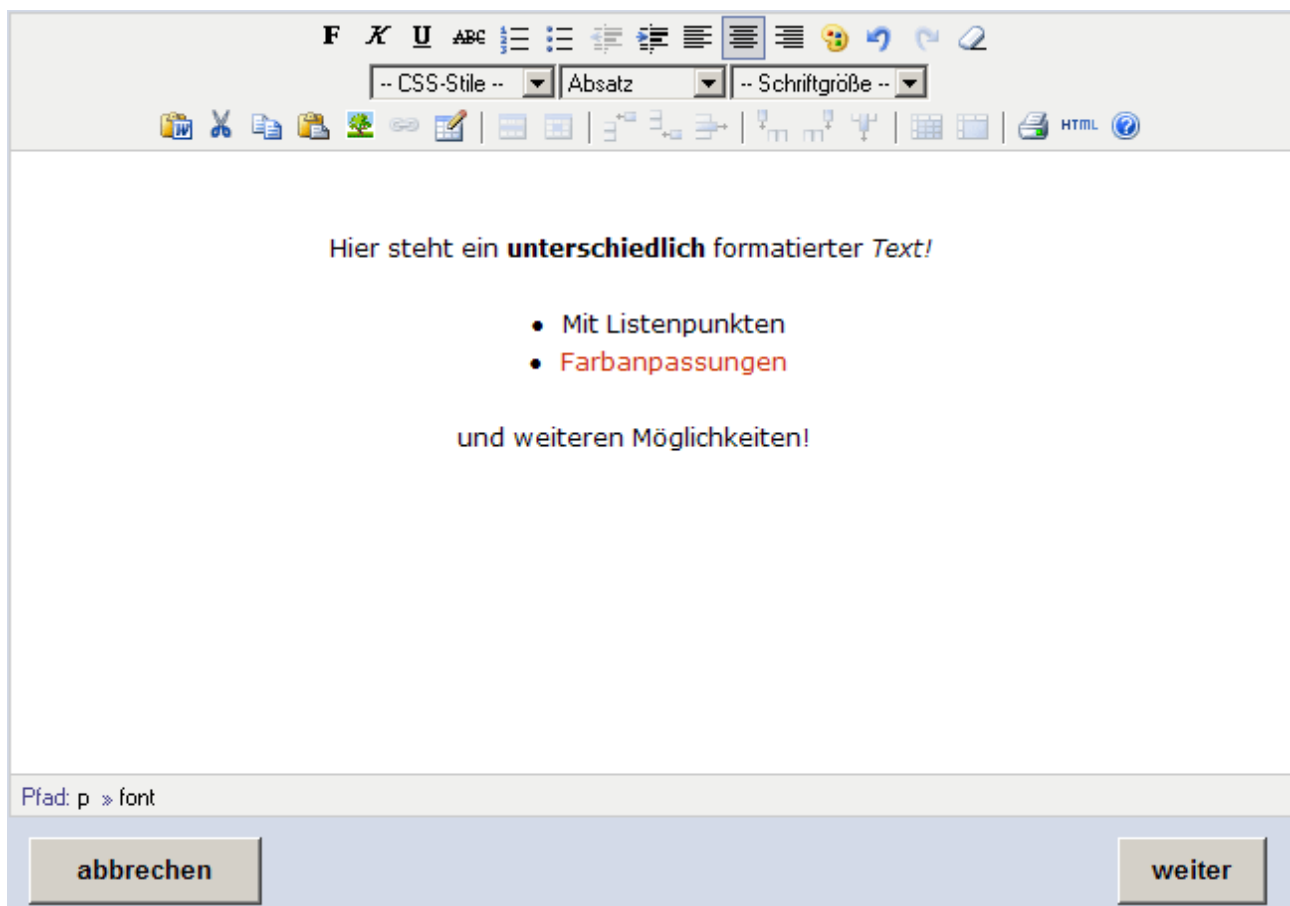 F K U ABC
-- CSS-Stile -- Absatz -- Schriftgröße --
HTML
Hier steht ein unterschiedlich formatierter Text!
• Mit Listenpunkten
• Farbanpassungen
und weiteren Möglichkeiten!
Pfad: p » font
abbrechen weiter